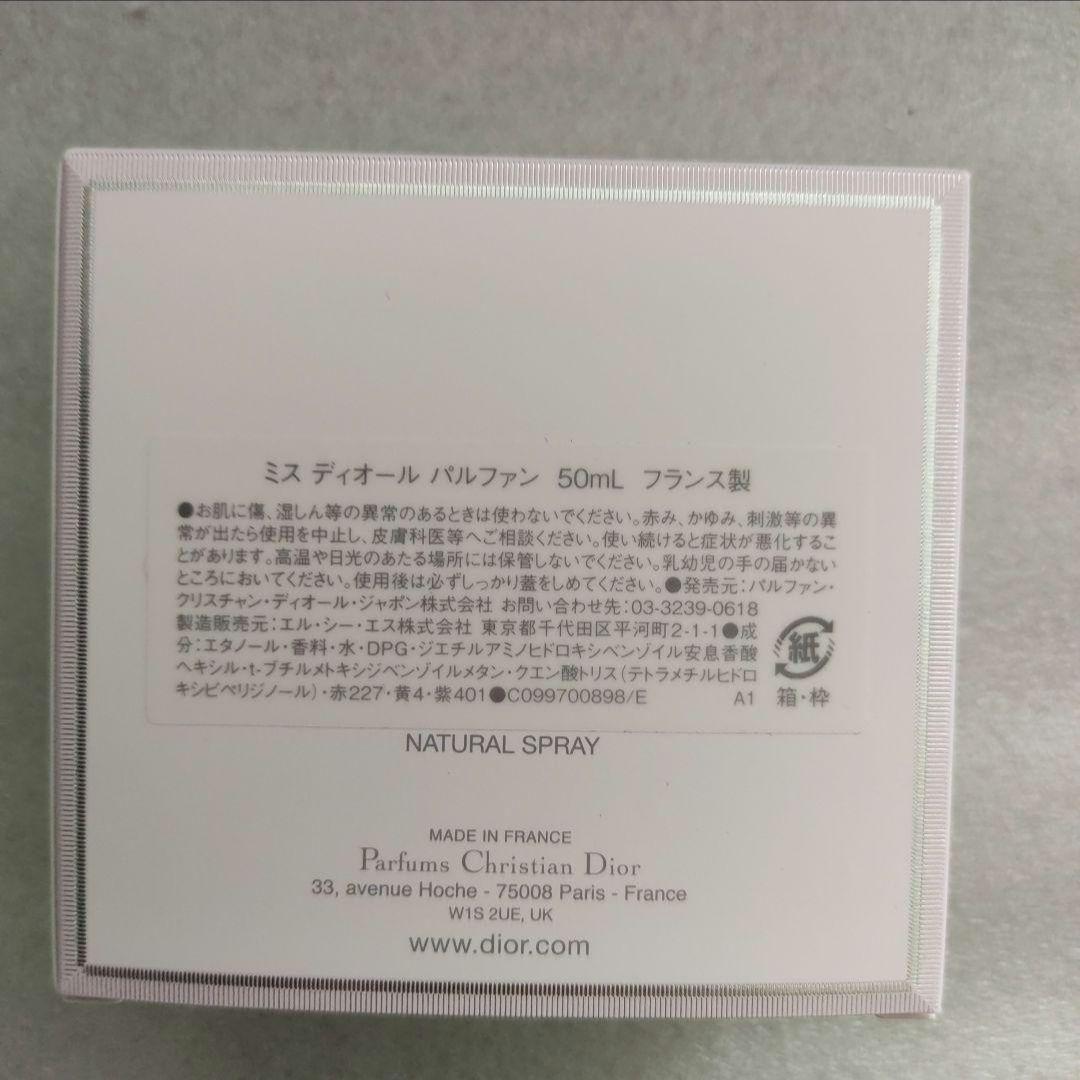 ミス ディオール パルファン 50mL フランス製
●お肌に傷、湿しん等の異常のあるときは使わないでください。赤み、かゆみ、刺激等の異
常が出たら使用を中止し、皮膚科医等へご相談ください。使い続けると症状が悪化するこ
とがあります。高温や日光のあたる場所には保管しないでください。乳幼児の手の届かない
ところにおいてください。使用後は必ずしっかり蓋をしめてください。●発売元:パルファン・
クリスチャン・ディオール・ジャポン株式会社 お問い合わせ先:03-3239-0618
製造販売元:エル・シー・エス株式会社 東京都千代田区平河町2-1-1●成
分:エタノール・香料・水・DPG・ジエチルアミノヒドロキシベンゾイル安息香酸
ヘキシル・t-ブチルメトキシジベンゾイルメタン・クエン酸トリス(テトラメチルヒドロ
キシピペリジノール)・赤227・黄4・紫401●C099700898/E A1
紙
箱・枠
NATURAL SPRAY
MADE IN FRANCE
Parfums Christian Dior
33, avenue Hoche - 75008 Paris - France
W1S 2UE, UK
www.dior.com